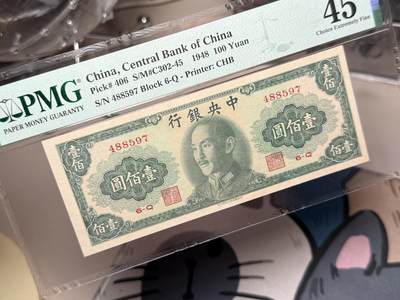 PMG
PAPER MONEY GUARANTY
China, Central Bank of China
Pick# 406 S/M#C302-45 1948 100 Yuan
S/N 488597 Block 6-Q - Printer: CHB
45
Choice Extremely Fine
行銀央中
488597
488597
壹佰
壹佰
圓佰壹
圓佰壹
6-Q
6-Q
壹佰
壹佰